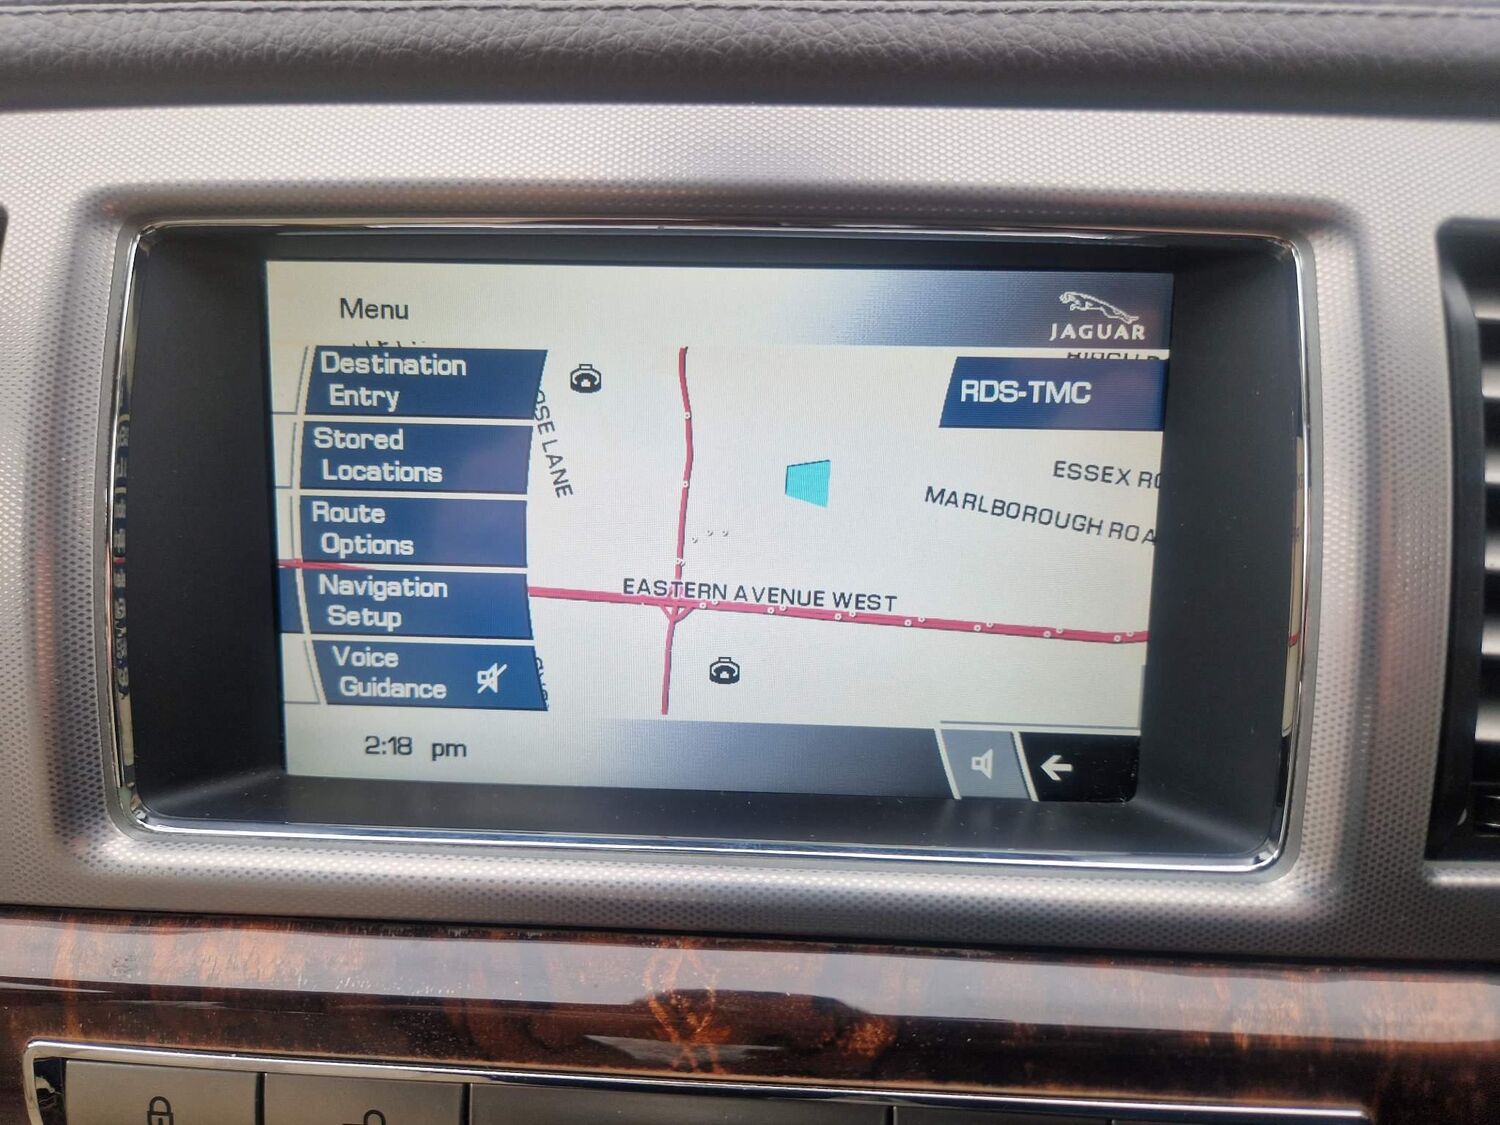 Menu
JAGUAR
Destination
Entry
RDS-TMC
Stored
Locations
LANE
ESSEX
MARLBOROUGH
Route
Options
EASTERN AVENUE WEST
Navigation
Setup
Voice
Guidance
2:18 pm